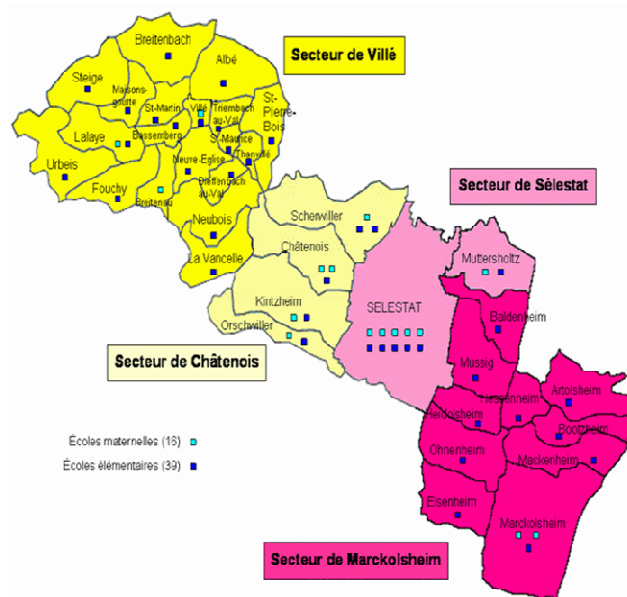 Breitenbach
Secteur de Villé
Albé
Steige
Maisons-
goutte
St-Martin
Villé
Triembach
au-Val
St-
Pierre-
Bois
Lalaye
Bassemberg
St-Maurice
Thanvillé
Urbeis
Neuve-Eglise
Fouchy
Breitenau
Dieffenbach
au-Val
Neubois
La Vancelle
Secteur de Sélestat
Scherwiller
Châtenois
Muttersholtz
Kintzheim
SELESTAT
Orschwiller
Baldenheim
Secteur de Châtenois
Mussig
Hessenheim
Artolsheim
Heidolsheim
Bootzheim
Ohnenheim
Mackenheim
Écoles maternelles (16)
Écoles élémentaires (39)
Elsenheim
Marckolsheim
Secteur de Marckolsheim